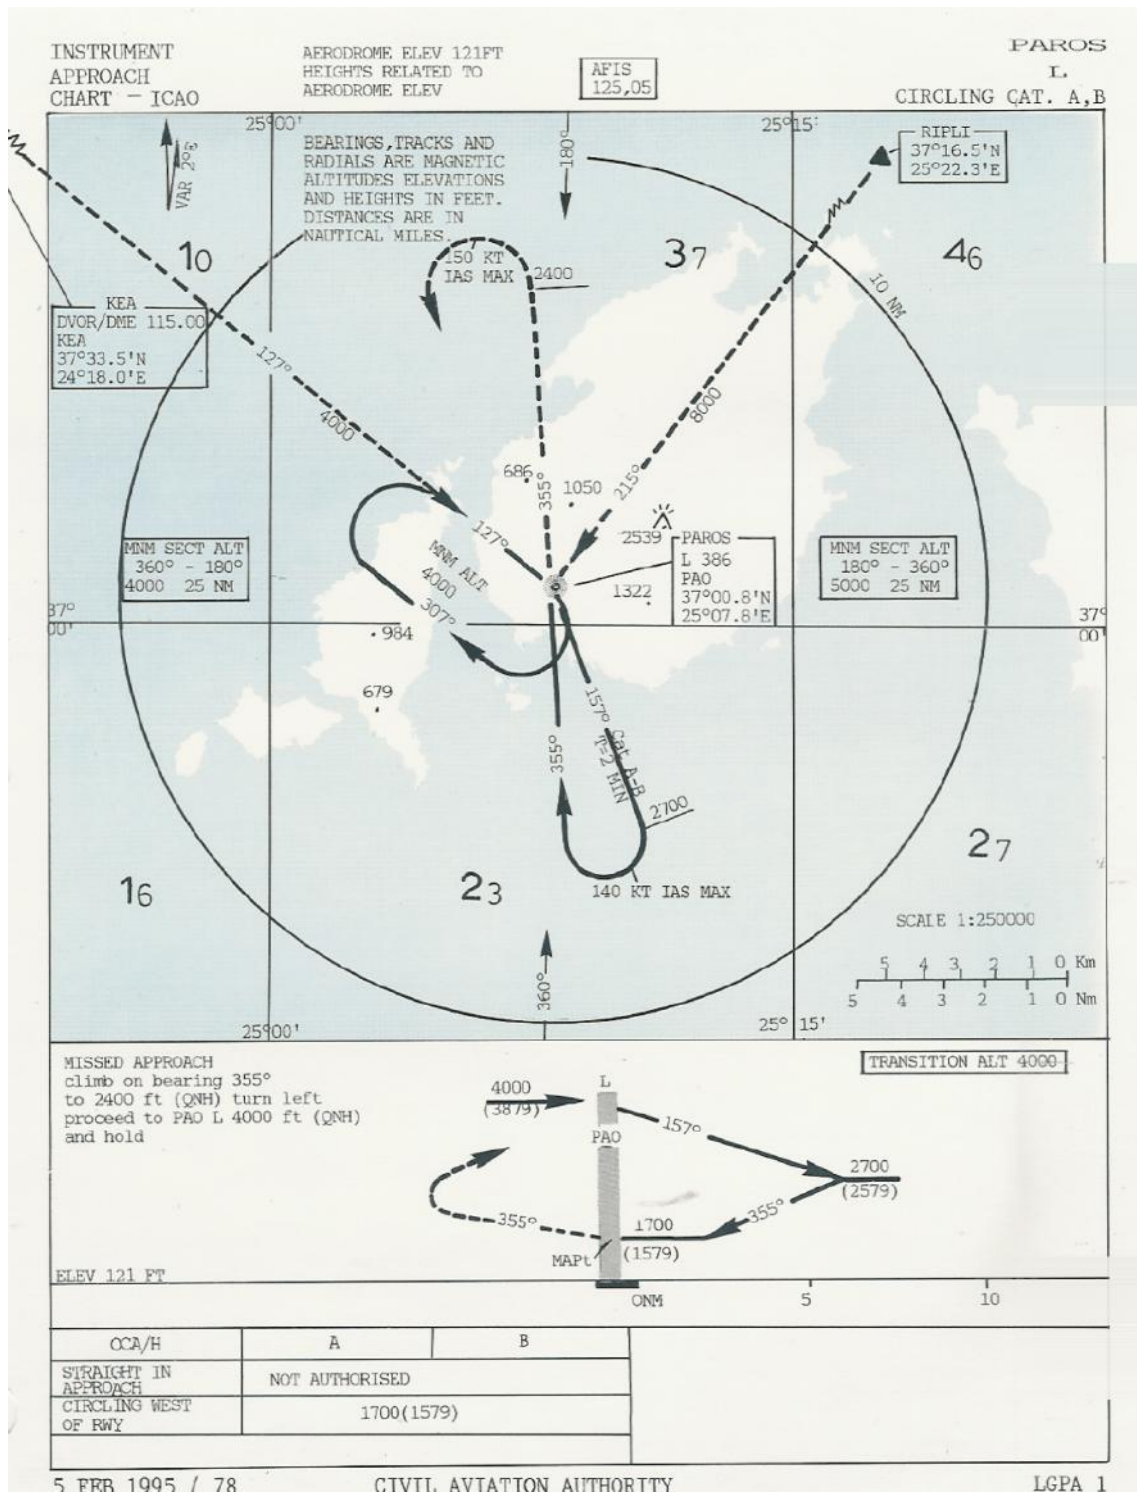 INSTRUMENT
APPROACH
CHART - ICAO
AERODROME ELEV 121FT
HEIGHTS RELATED TO
AERODROME ELEV
AFIS
125,05
PAROS
L
CIRCLING CAT. A,B
25°00'
25°15'
VAR 2°E
BEARINGS,TRACKS AND
RADIALS ARE MAGNETIC
ALTITUDES ELEVATIONS
AND HEIGHTS IN FEET.
DISTANCES ARE IN
NAUTICAL MILES.
180°
RIPLI
37°16.5'N
25°22.3'E
10
37
46
150 KT
IAS MAX
2400
10 NM
KEA
DVOR/DME 115.00
KEA
37°33.5'N
24°18.0'E
127°
4000
8000
215°
686
355°
1050
127°
2539
PAROS
L 386
PAO
37°00.8'N
25°07.8'E
MNM SECT ALT
360° - 180°
4000 25 NM
MNM ALT
4000
307°
1322
MNM SECT ALT
180° - 360°
5000 25 NM
37°
00'
37°
00'
984
679
157° Cat A-B
T=2 MIN
355°
2700
140 KT IAS MAX
16
23
27
SCALE 1:250000
5 4 3 2 1 0 Km
5 4 3 2 1 0 Nm
360°
25°00'
25° 15'
MISSED APPROACH
climb on bearing 355°
to 2400 ft (QNH) turn left
proceed to PAO L 4000 ft (QNH)
and hold
TRANSITION ALT 4000
L
4000
(3879)
PAO
157°
2700
(2579)
355°
355°
1700
(1579)
MAPt
ELEV 121 FT
0NM 5 10
OCA/H A B
STRAIGHT IN
APPROACH
NOT AUTHORISED
CIRCLING WEST
OF RWY
1700(1579)
5 FEB 1995 / 78 CIVIL AVIATION AUTHORITY LGPA 1